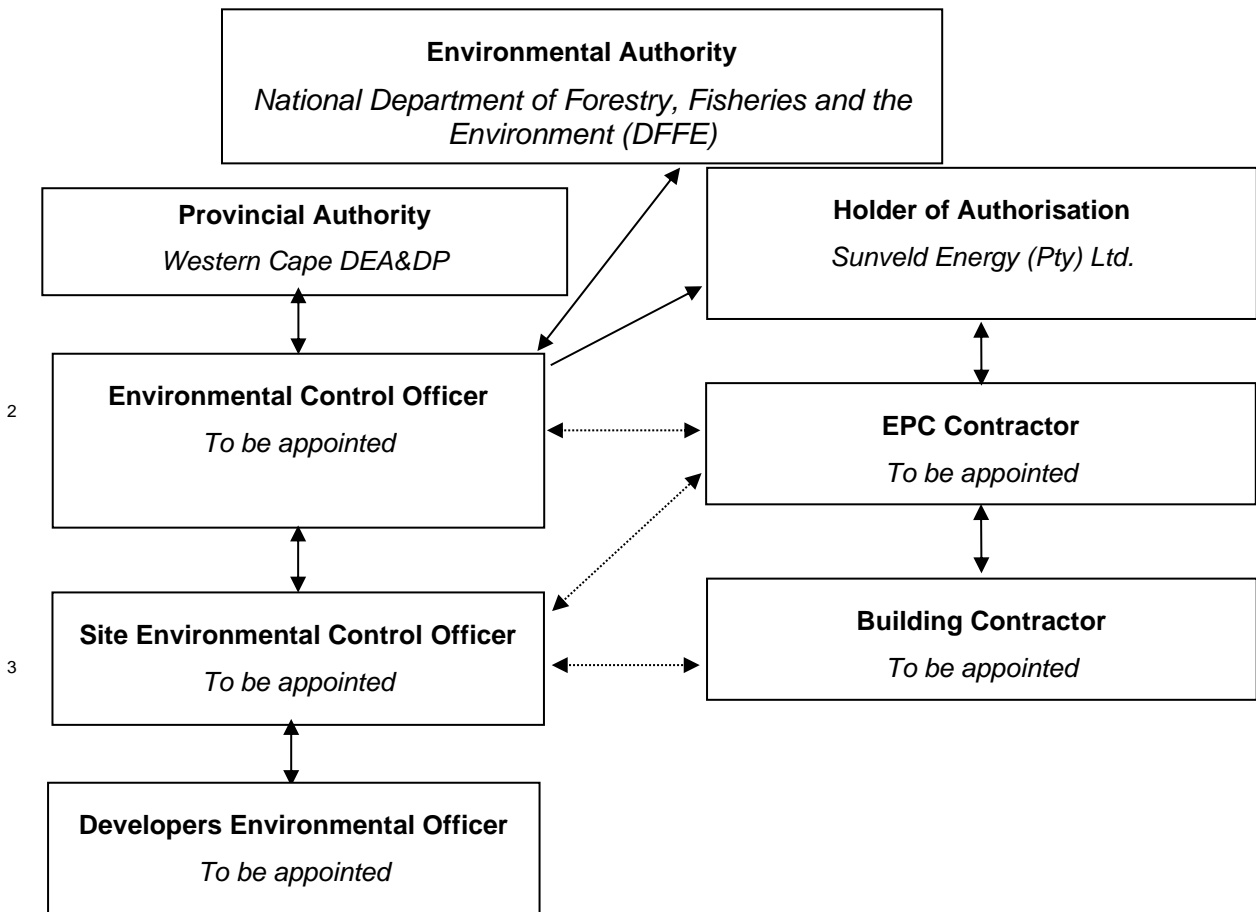 Environmental Authority
National Department of Forestry, Fisheries and the
Environment (DFFE)
Provincial Authority
Western Cape DEA&DP
Holder of Authorisation
Sunveld Energy (Pty) Ltd.
2
Environmental Control Officer
To be appointed
EPC Contractor
To be appointed
3
Site Environmental Control Officer
To be appointed
Building Contractor
To be appointed
Developers Environmental Officer
To be appointed